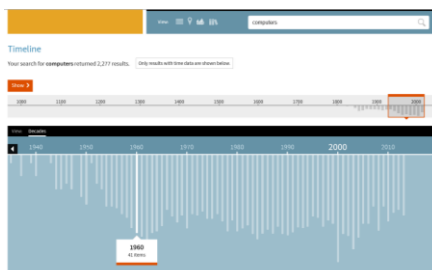 View:
computers
Timeline
Your search for computers returned 2,277 results. Only results with time data are shown below.
Show
1000 1100 1200 1300 1400 1500 1600 1700 1800 1900 2000
View: Decades
1940 1950 1960 1970 1980 1990 2000 2010
1960
41 items